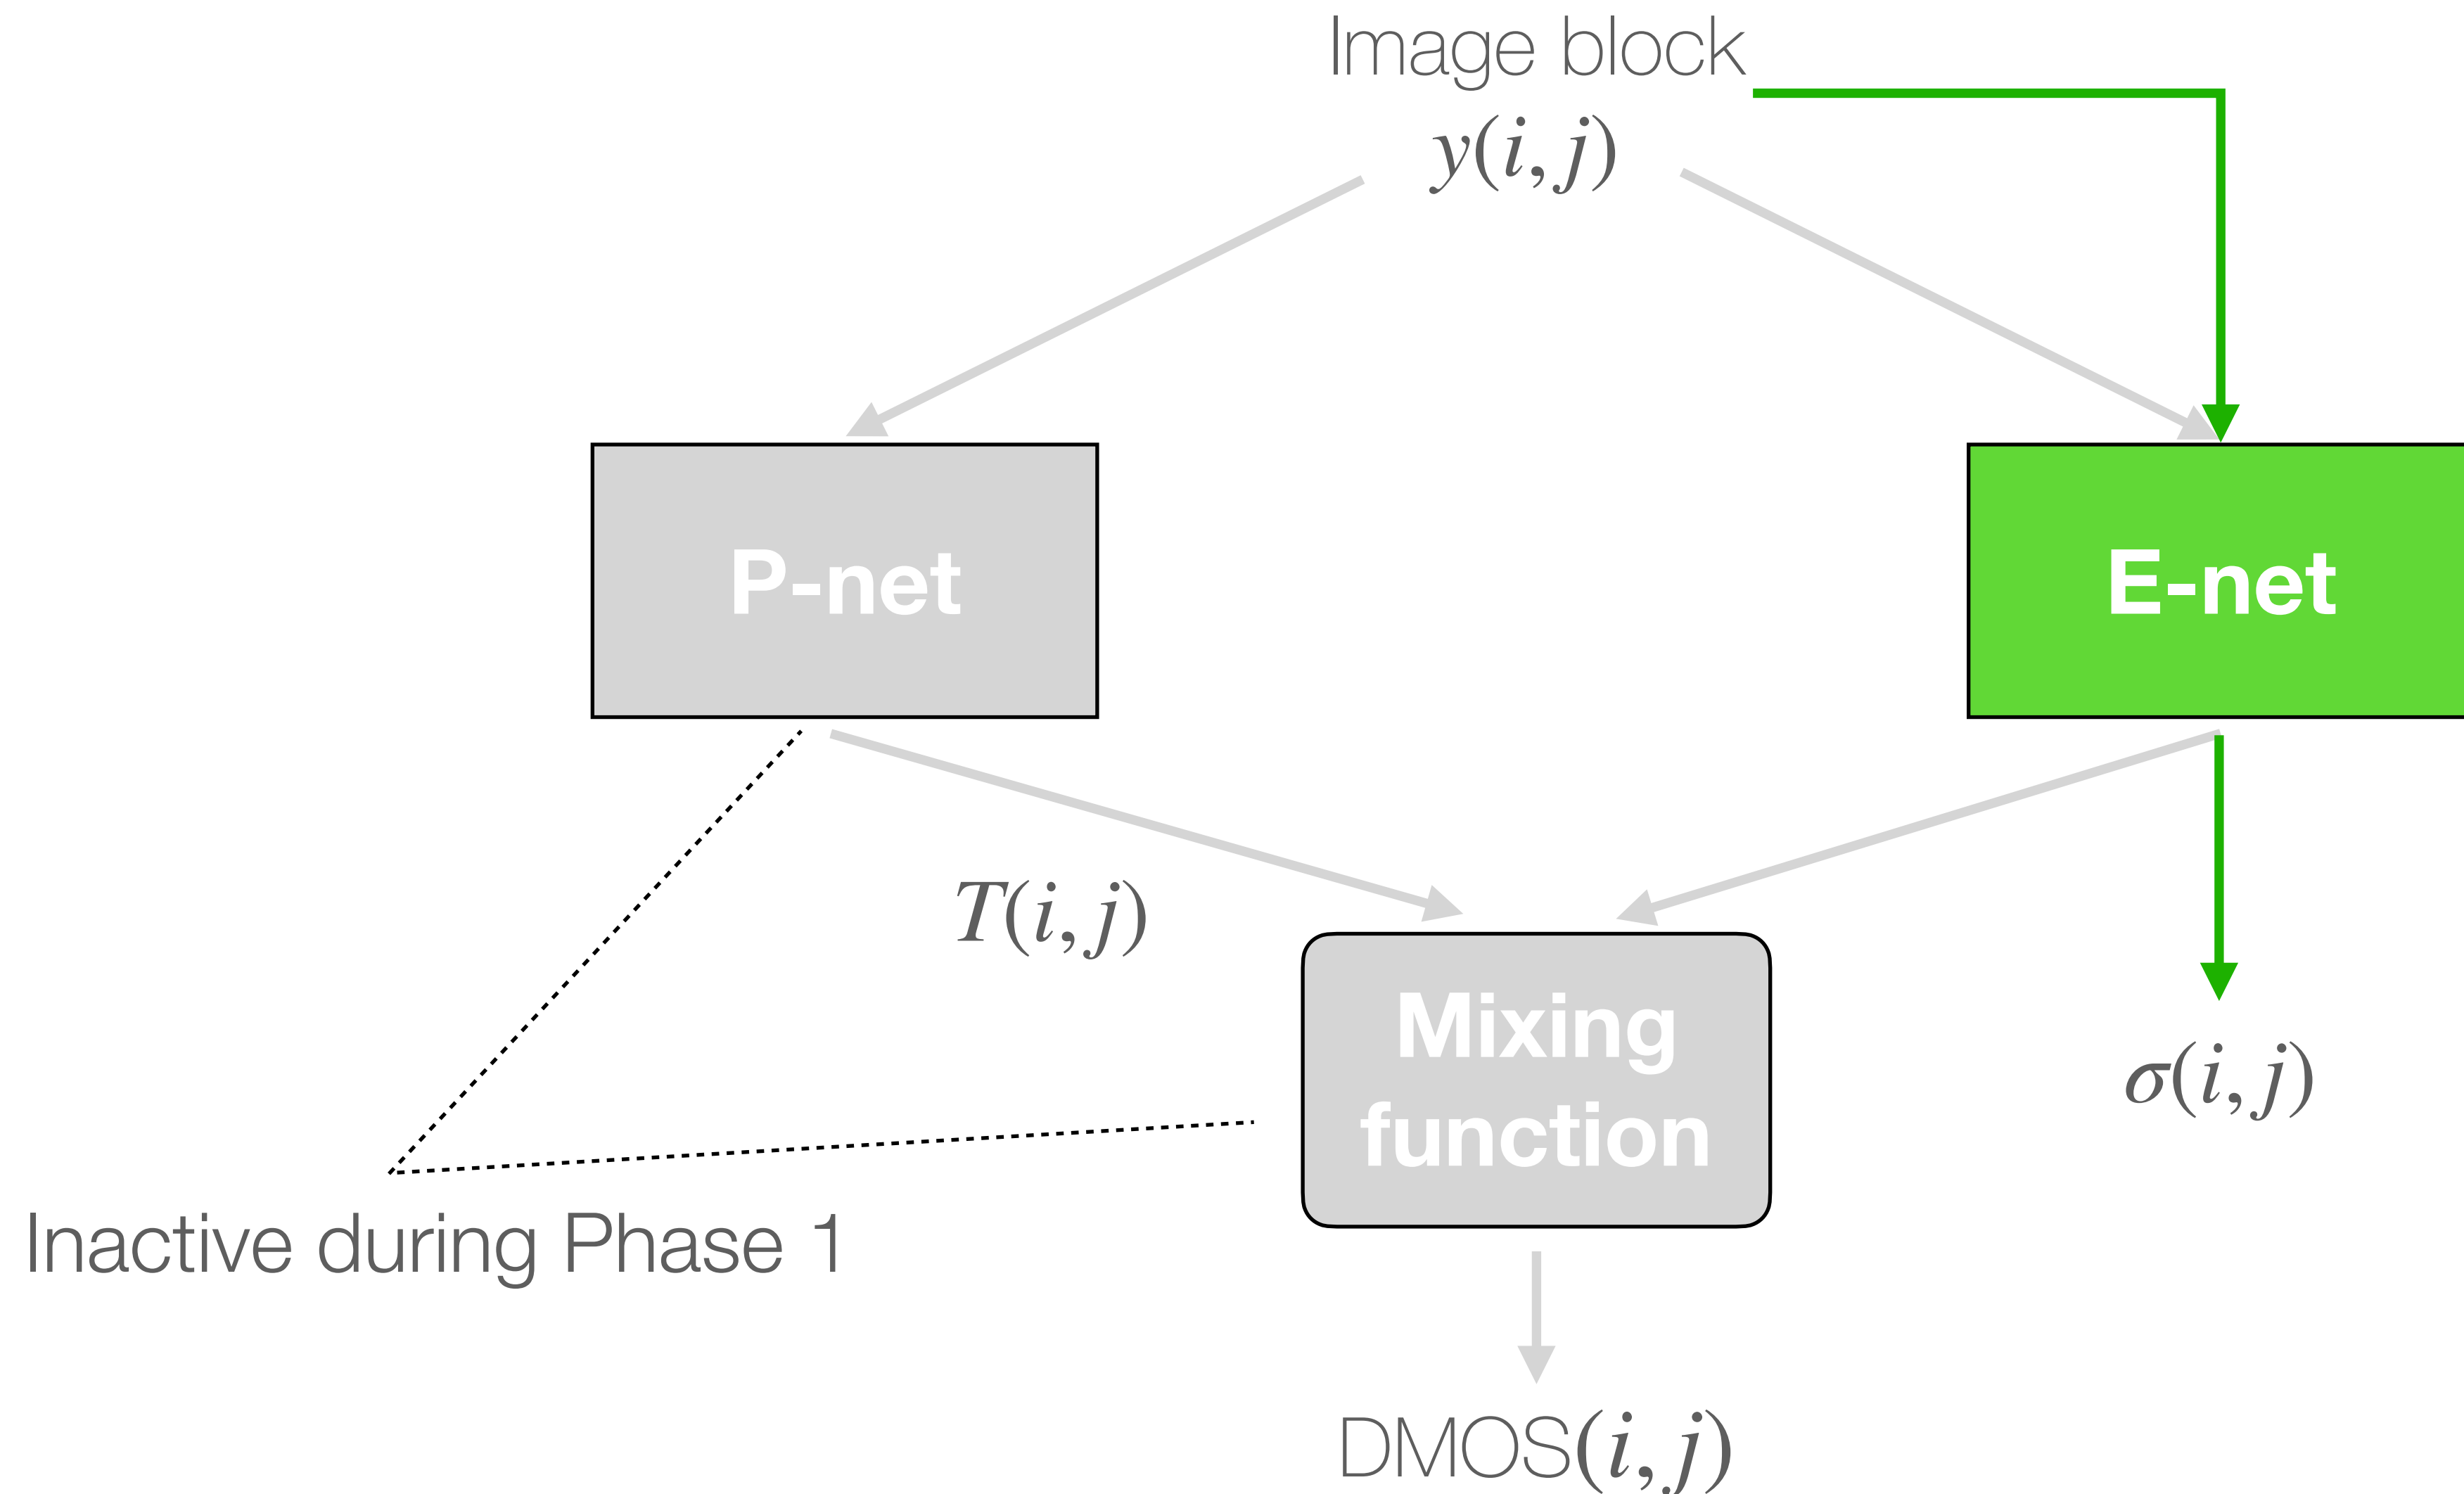 Image block
y(i, j)
P-net
E-net
T(i, j)
Mixing
function
σ(i, j)
Inactive during Phase 1
DMOS(i, j)